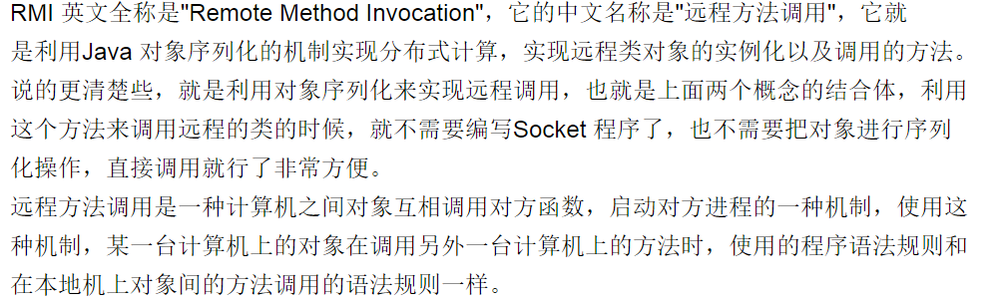 RMI 英文全称是"Remote Method Invocation"，它的中文名称是"远程方法调用"，它就
是利用Java 对象序列化的机制实现分布式计算，实现远程类对象的实例化以及调用的方法。
说的更清楚些，就是利用对象序列化来实现远程调用，也就是上面两个概念的结合体，利用
这个方法来调用远程的类的时候，就不需要编写Socket 程序了，也不需要把对象进行序列
化操作，直接调用就行了非常方便。
远程方法调用是一种计算机之间对象互相调用对方函数，启动对方进程的一种机制，使用这
种机制，某一台计算机上的对象在调用另外一台计算机上的方法时，使用的程序语法规则和
在本地机上对象间的方法调用的语法规则一样。